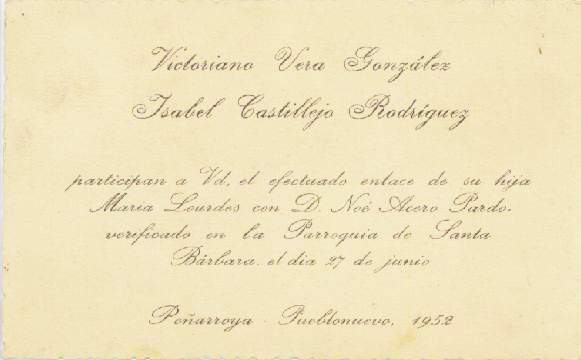 Victoriano Vera González
Isabel Castillejo Rodríguez
participan a Vd. el efectuado enlace de su hija
María Lourdes con D. Noé Acero Pardo.
verificado en la Parroquia de Santa
Bárbara. el dia 27 de junio
Peñarroya - Pueblonuevo, 1952